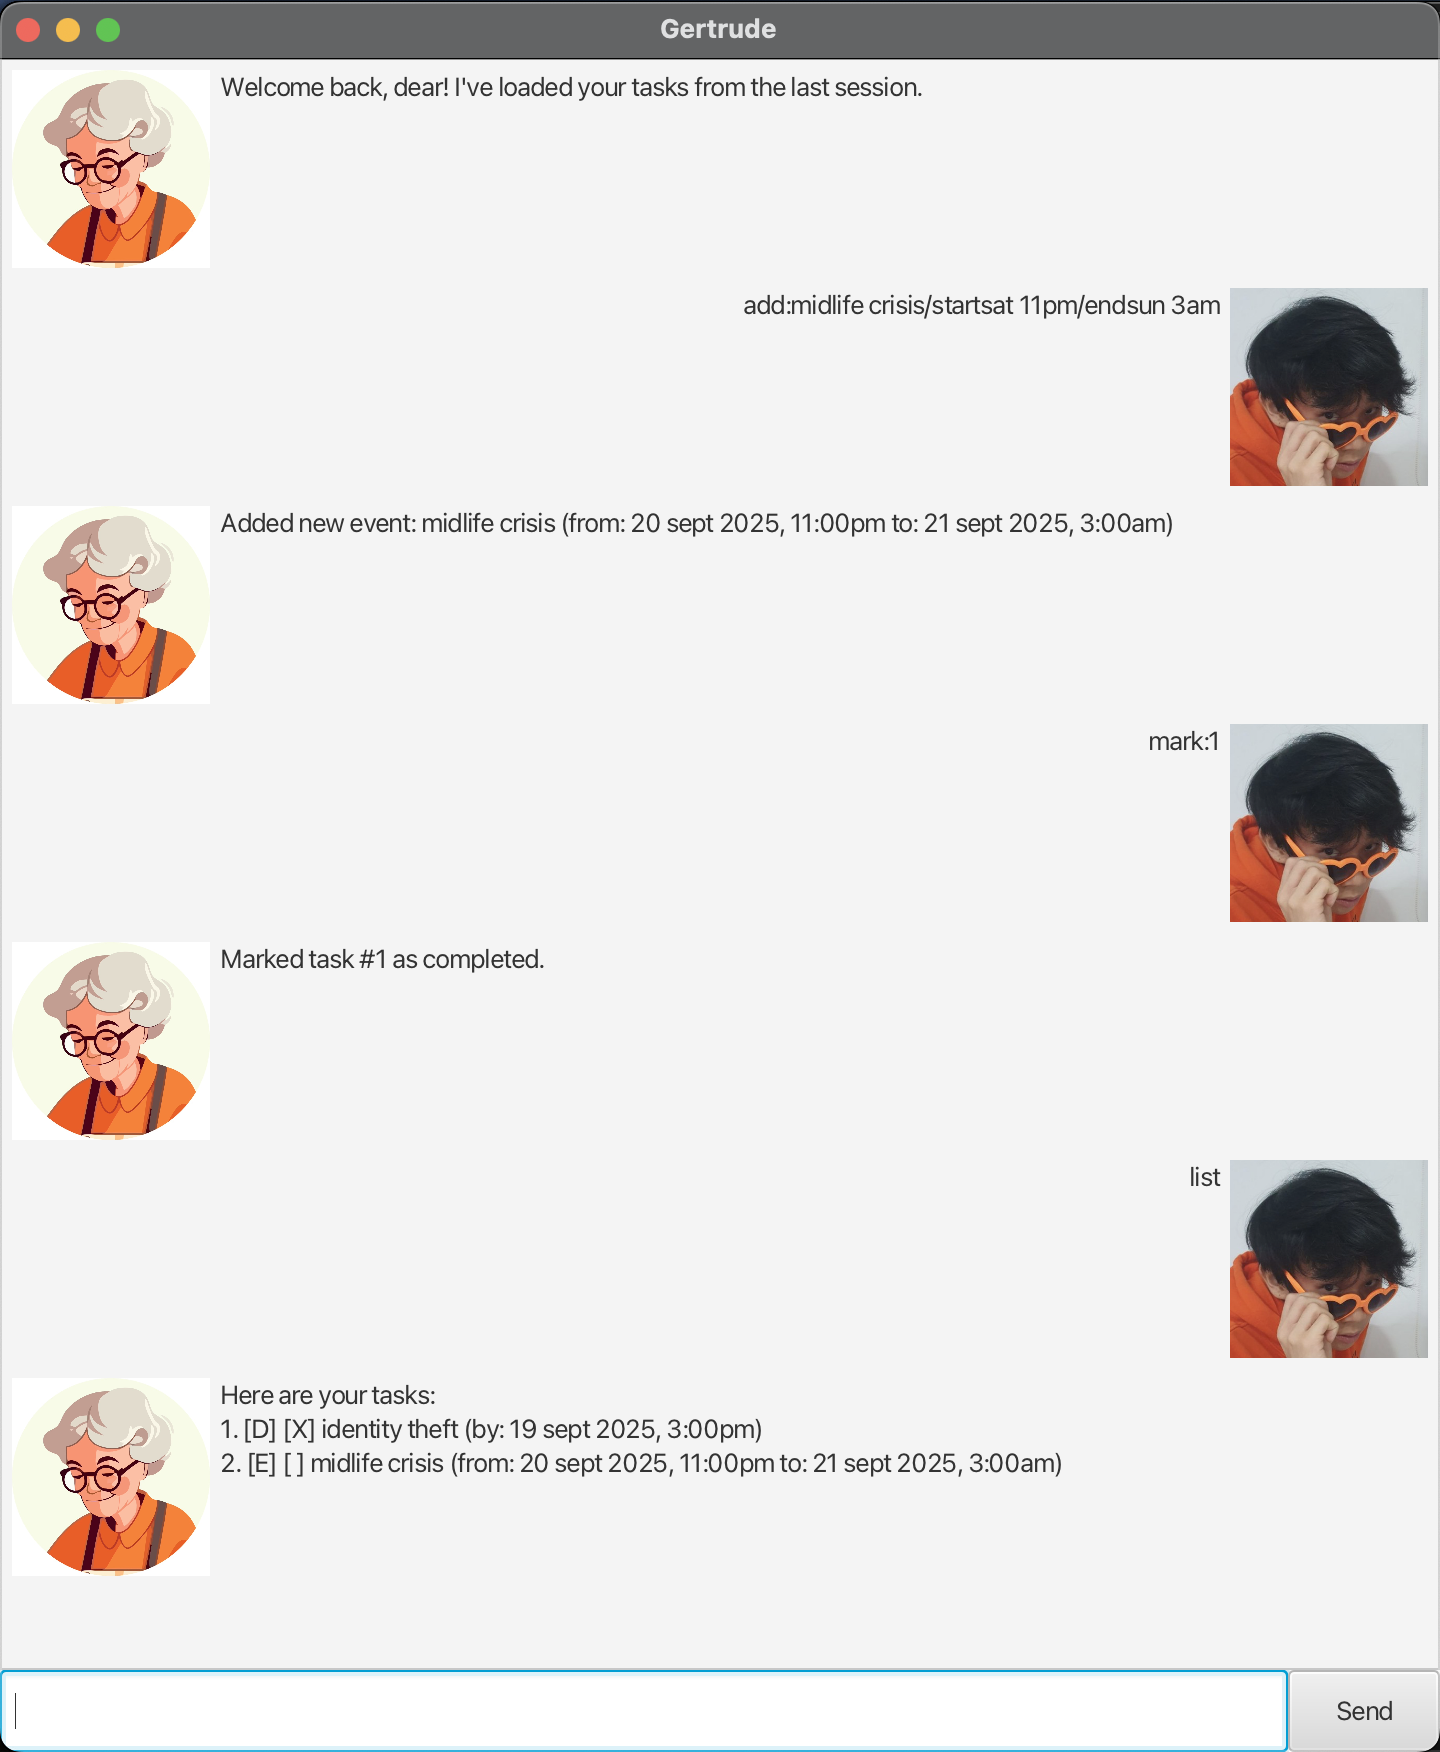 Gertrude
Welcome back, dear! I've loaded your tasks from the last session.
add:midlife crisis/startsat 11pm/endsun 3am
Added new event: midlife crisis (from: 20 sept 2025, 11:00pm to: 21 sept 2025, 3:00am)
mark:1
Marked task #1 as completed.
list
Here are your tasks:
1. [D] [X] identity theft (by: 19 sept 2025, 3:00pm)
2. [E] [ ] midlife crisis (from: 20 sept 2025, 11:00pm to: 21 sept 2025, 3:00am)
Send